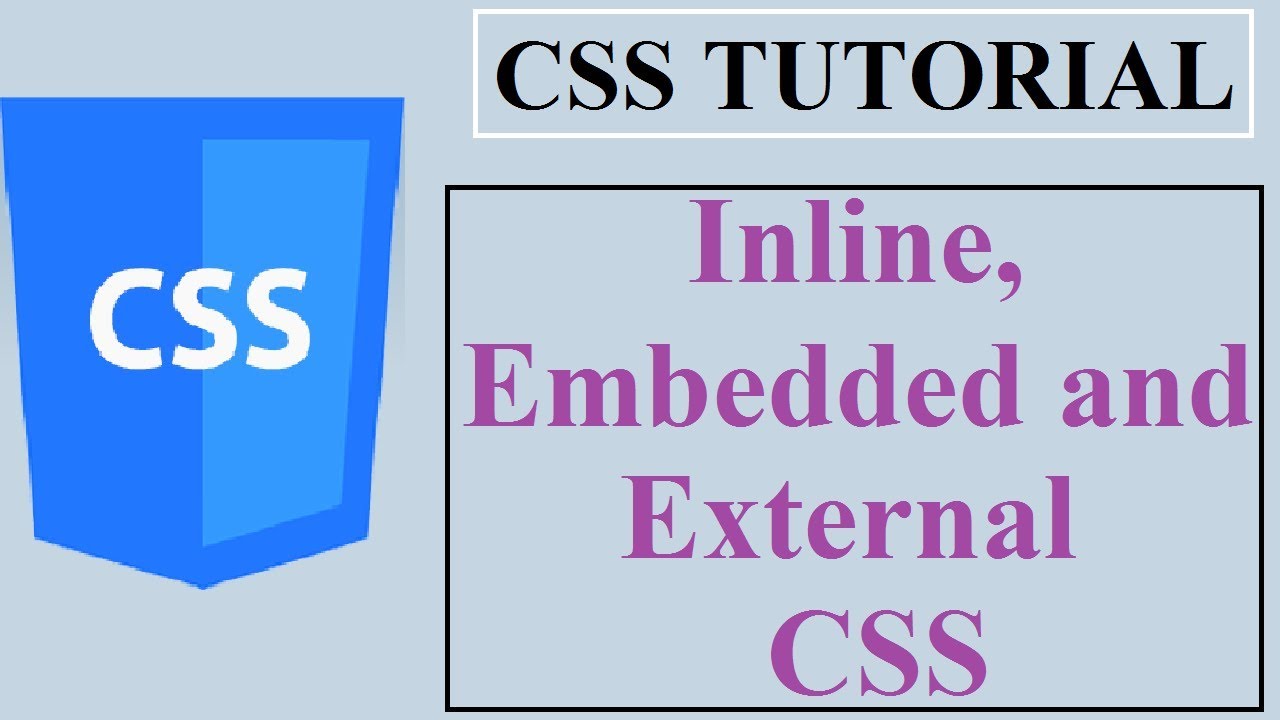 CSS TUTORIAL
CSS
Inline,
Embedded and
External
CSS